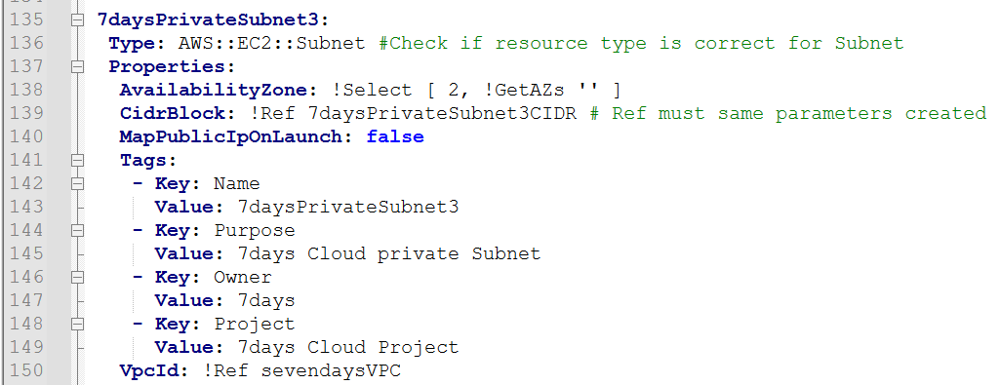 135 7daysPrivateSubnet3:
136 Type: AWS::EC2::Subnet #Check if resource type is correct for Subnet
137 Properties:
138 AvailabilityZone: !Select [ 2, !GetAZs '' ]
139 CidrBlock: !Ref 7daysPrivateSubnet3CIDR # Ref must same parameters created
140 MapPublicIpOnLaunch: false
141 Tags:
142 - Key: Name
143 Value: 7daysPrivateSubnet3
144 - Key: Purpose
145 Value: 7days Cloud private Subnet
146 - Key: Owner
147 Value: 7days
148 - Key: Project
149 Value: 7days Cloud Project
150 VpcId: !Ref sevendaysVPC